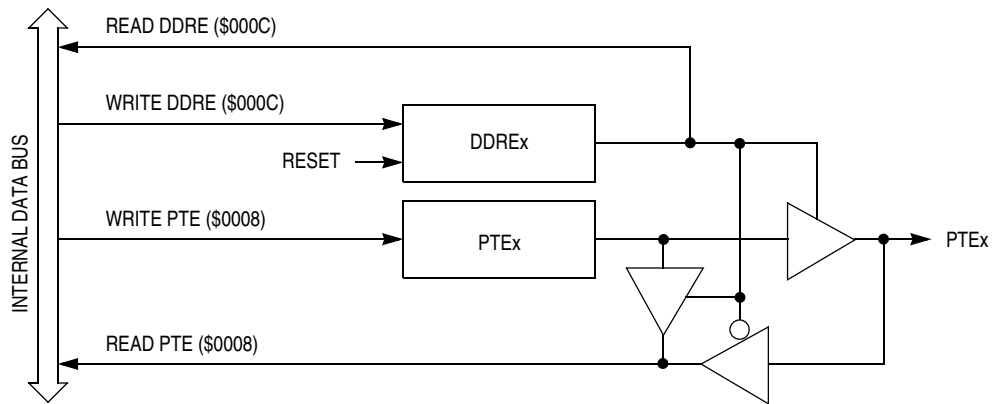 READ DDRE ($000C)
WRITE DDRE ($000C)
DDREx
RESET
INTERNAL DATA BUS
WRITE PTE ($0008)
PTEx
PTEx
READ PTE ($0008)